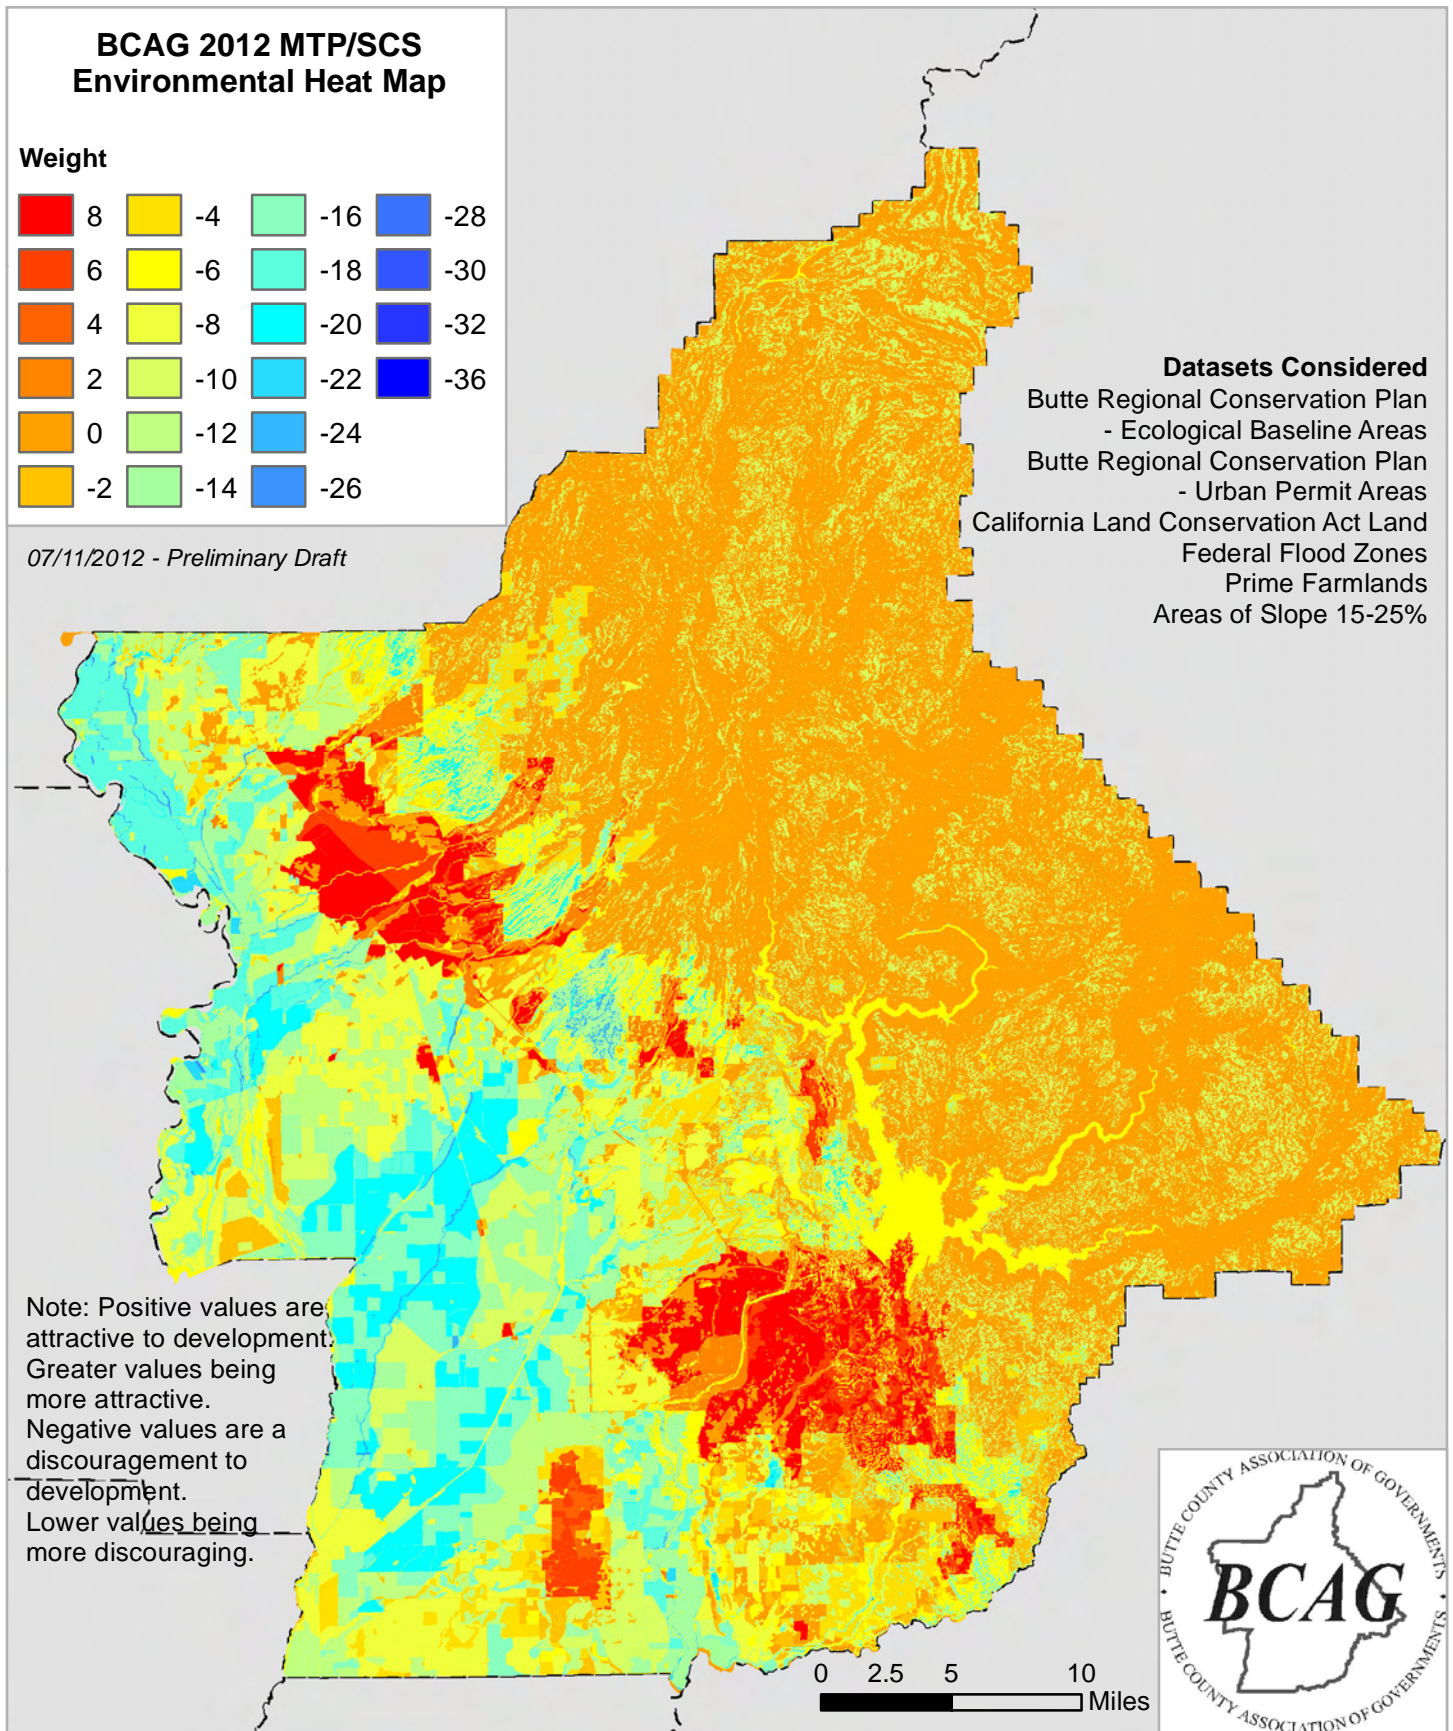 BCAG 2012 MTP/SCS
Environmental Heat Map
Weight
8 -4 -16 -28
6 -6 -18 -30
4 -8 -20 -32
2 -10 -22 -36
0 -12 -24
-2 -14 -26
07/11/2012 - Preliminary Draft
Datasets Considered
Butte Regional Conservation Plan
- Ecological Baseline Areas
Butte Regional Conservation Plan
- Urban Permit Areas
California Land Conservation Act Land
Federal Flood Zones
Prime Farmlands
Areas of Slope 15-25%
Note: Positive values are
attractive to development.
Greater values being
more attractive.
Negative values are a
discouragement to
development.
Lower values being
more discouraging.
0 2.5 5 10
Miles
BUTTE COUNTY ASSOCIATION OF GOVERNMENTS
BCAG
BUTTE COUNTY ASSOCIATION OF GOVERNMENTS